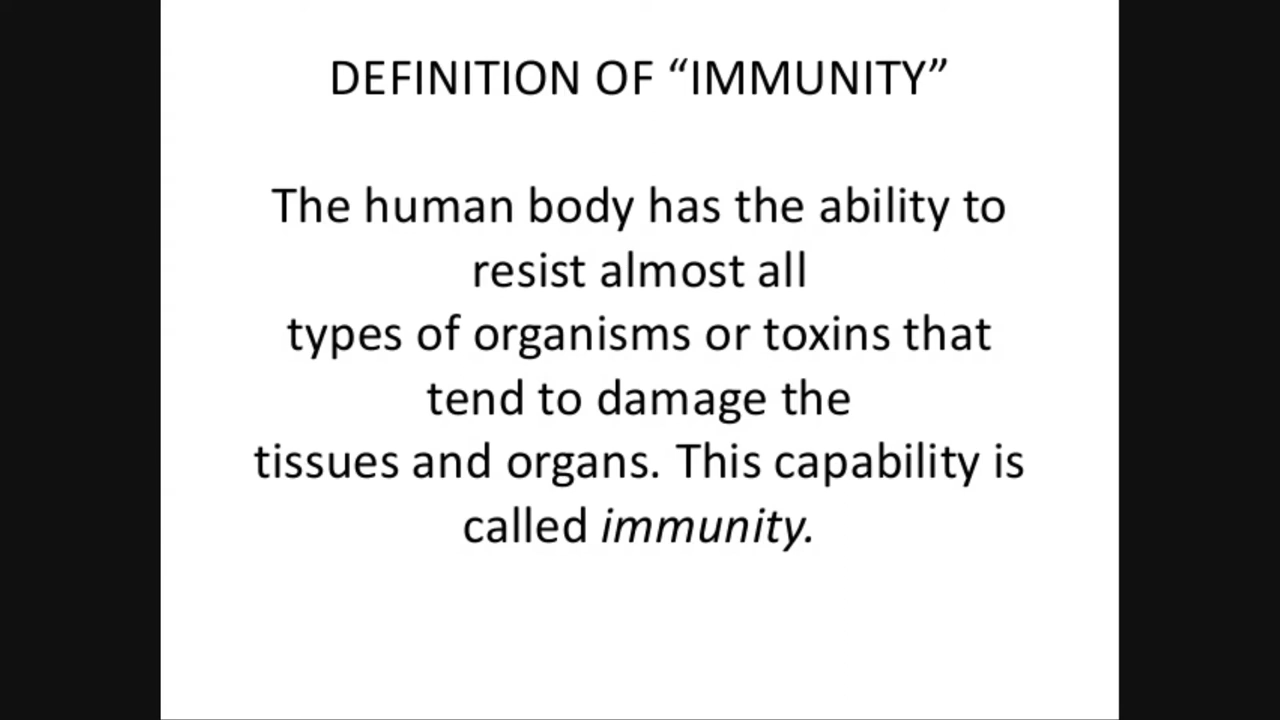 DEFINITION OF “IMMUNITY”
The human body has the ability to
resist almost all
types of organisms or toxins that
tend to damage the
tissues and organs. This capability is
called immunity.